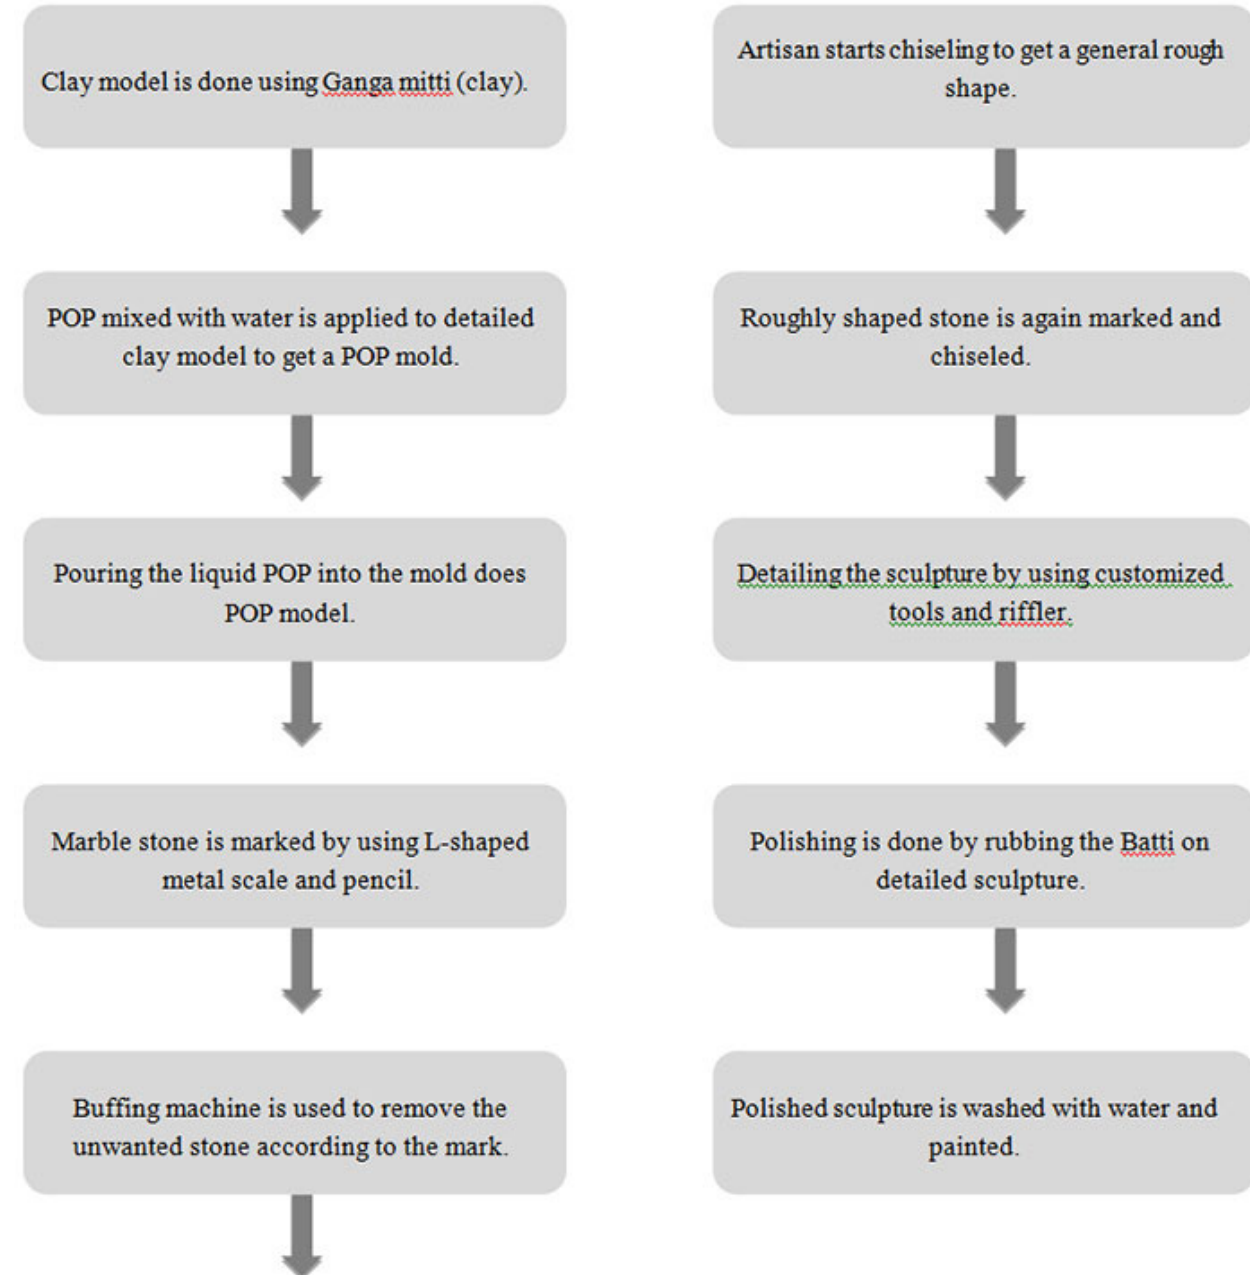 Clay model is done using Ganga mitti (clay).
POP mixed with water is applied to detailed
clay model to get a POP mold.
Pouring the liquid POP into the mold does
POP model.
Marble stone is marked by using L-shaped
metal scale and pencil.
Buffing machine is used to remove the
unwanted stone according to the mark.
Artisan starts chiseling to get a general rough
shape.
Roughly shaped stone is again marked and
chiseled.
Detailing the sculpture by using customized
tools and riffler.
Polishing is done by rubbing the Batti on
detailed sculpture.
Polished sculpture is washed with water and
painted.